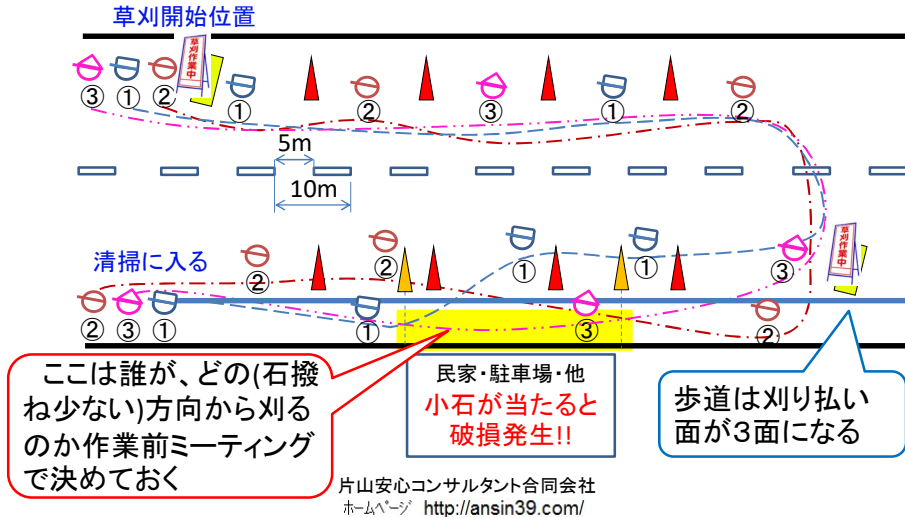 草刈開始位置
草刈作業中
③ ① ② ① ② ③ ① ②
5m
10m
草刈作業中
清掃に入る
② ② ① ① ③
② ③ ① ① ③ ②
ここは誰が、どの(石撥
ね少ない)方向から刈る
のか作業前ミーティング
で決めておく
民家・駐車場・他
小石が当たると
破損発生!!
歩道は刈り払い
面が3面になる
片山安心コンサルタント合同会社
ホームページ http://ansin39.com/